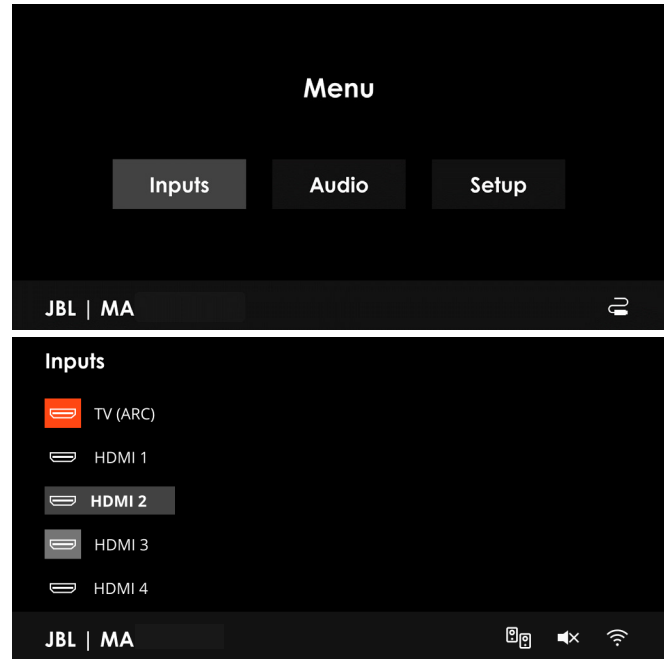 Menu
Inputs Audio Setup
JBL | MA
Inputs
TV (ARC)
HDMI 1
HDMI 2
HDMI 3
HDMI 4
JBL | MA